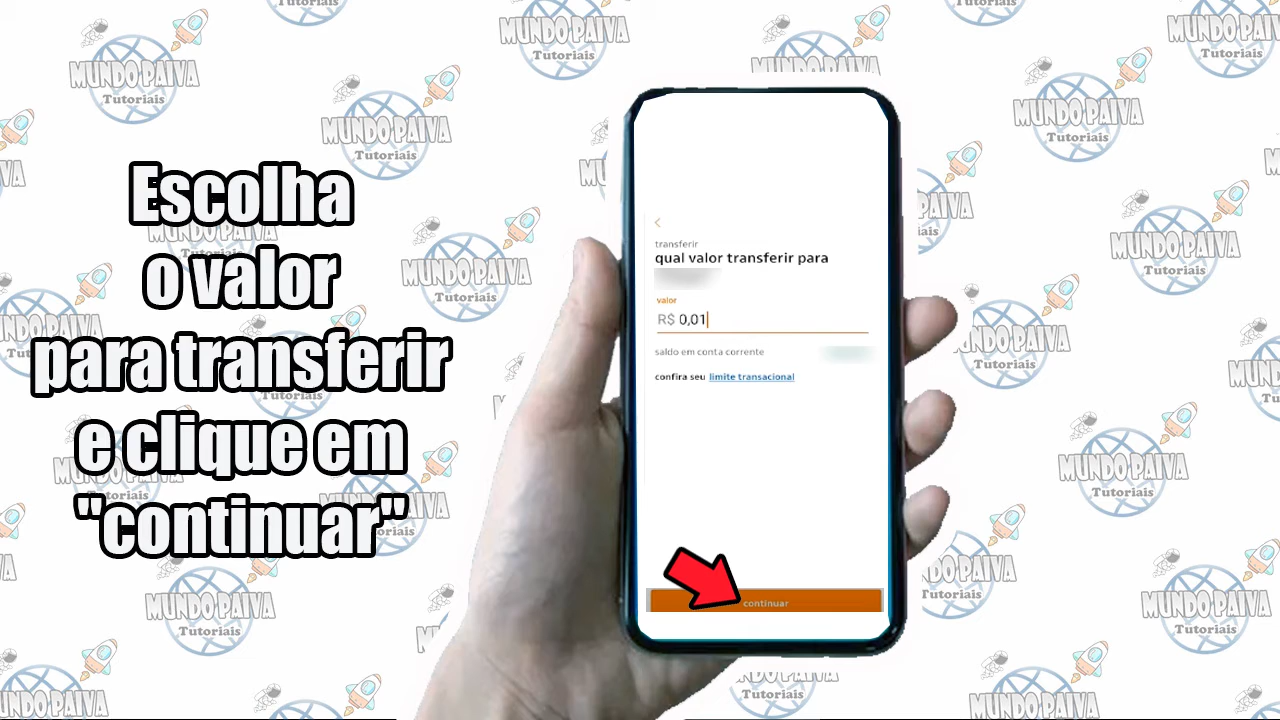 Escolha
o valor
para transferir
e clique em
"continuar"
transferir
qual valor transferir para
valor
R$ 0,01
saldo em conta corrente
confira seu limite transacional
continuar
MUNDO PAIVA
Tutoriais